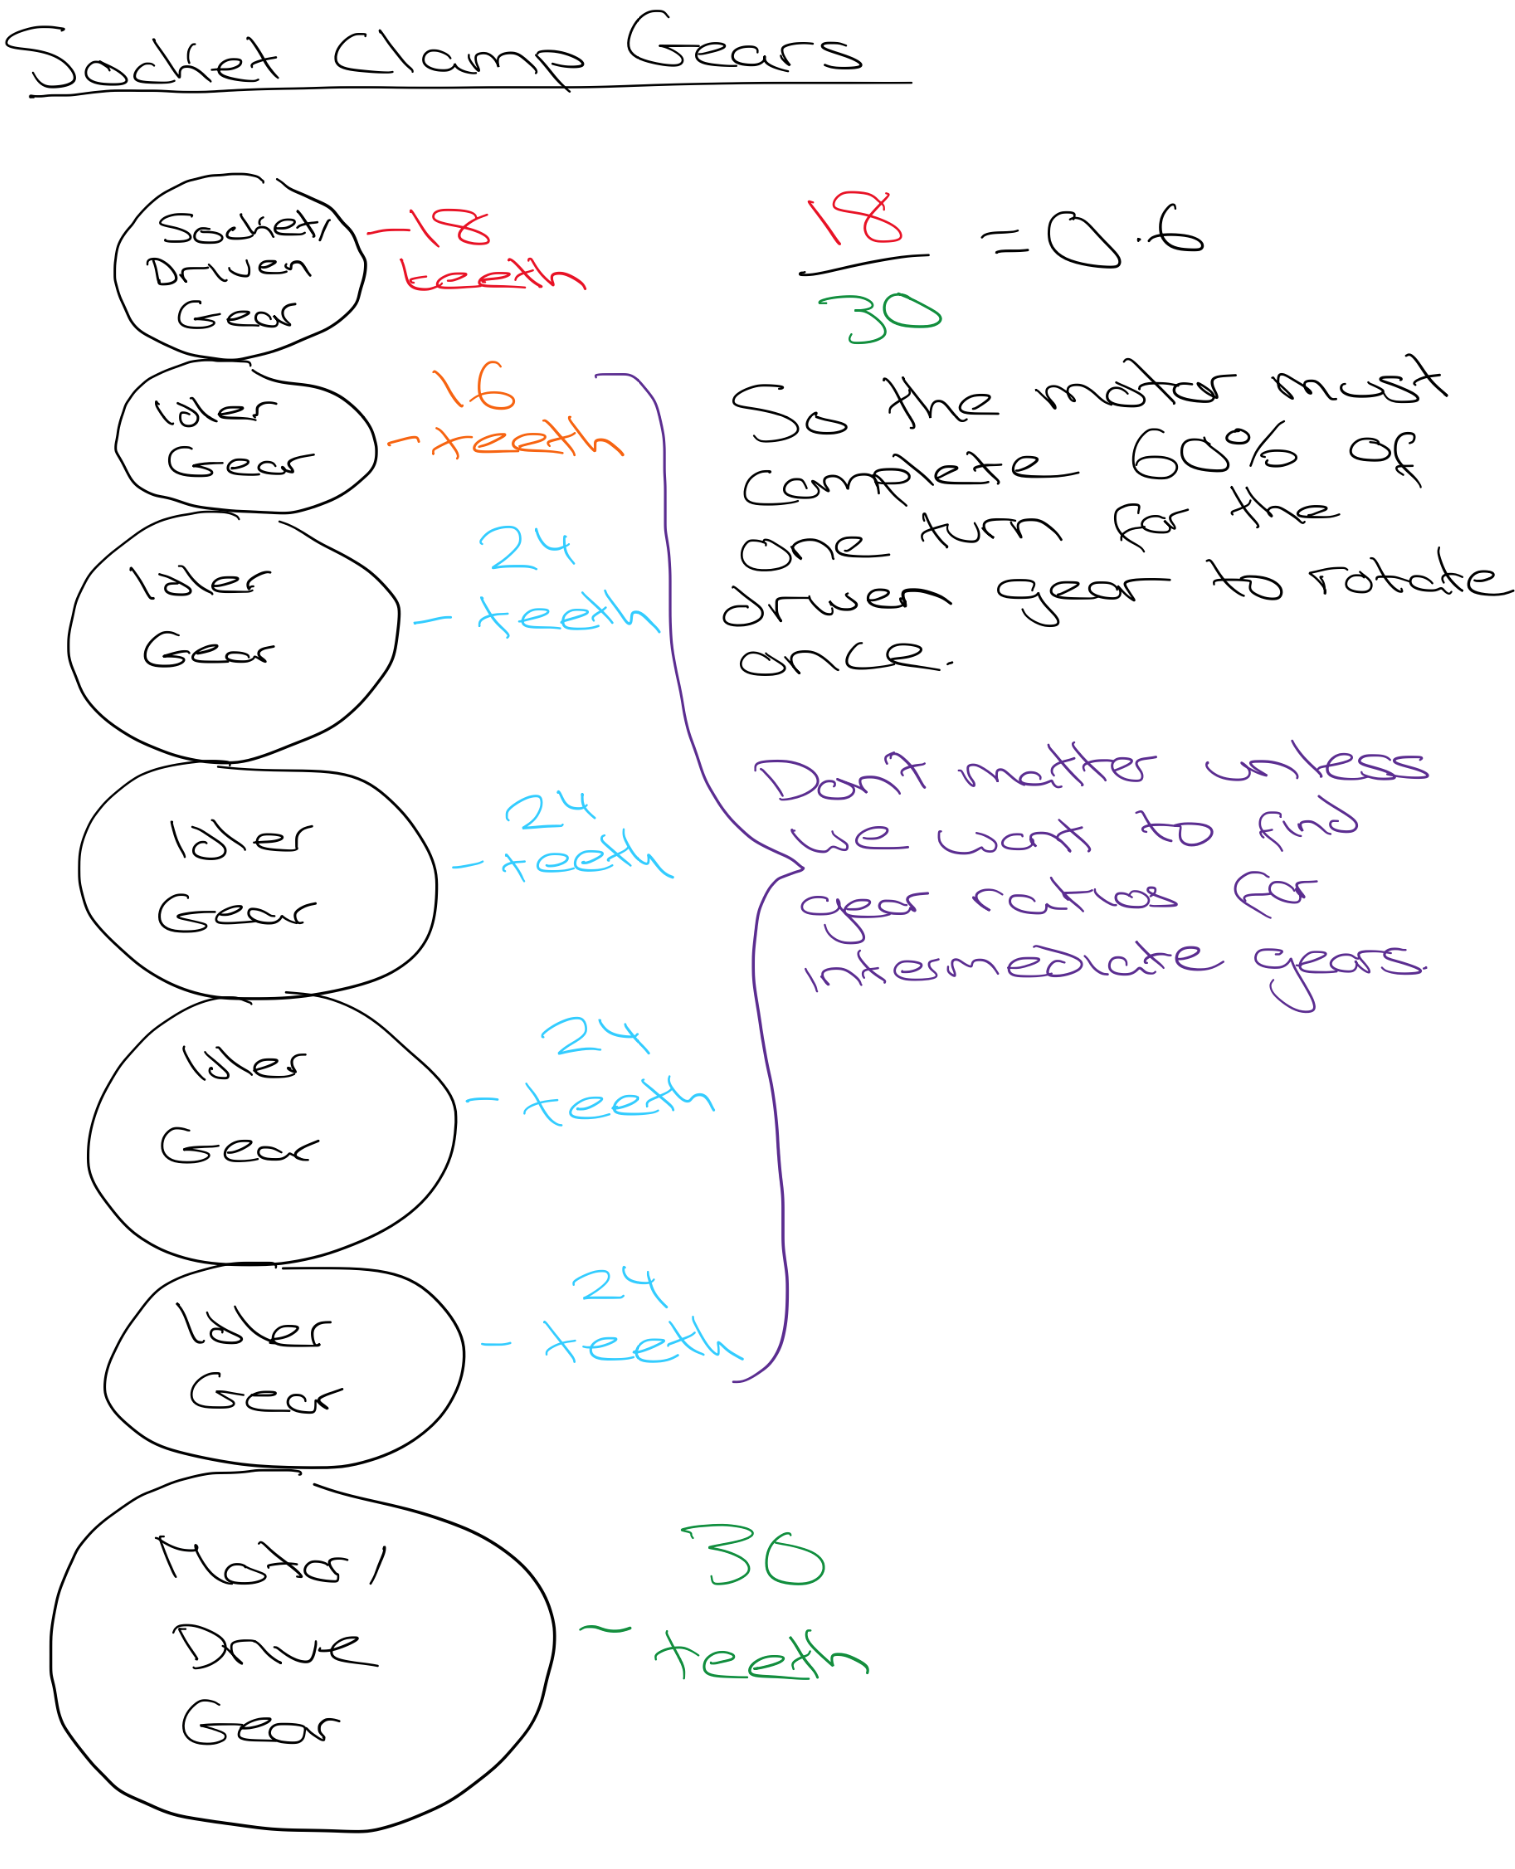 Socket Clamp Gears
Socket/
Driven
Gear
-18
teeth
18
30
= 0.6
Idler
Gear
16
- teeth
So the motor must
complete 60% of
one turn for the
driven gear to rotate
once.
Idler
Gear
24
- teeth
Don't matter unless
we want to find
gear ratios for
intermediate gears.
Idler
Gear
24
- teeth
Idler
Gear
24
- teeth
Idler
Gear
24
- teeth
Motor/
Drive
Gear
30
- teeth